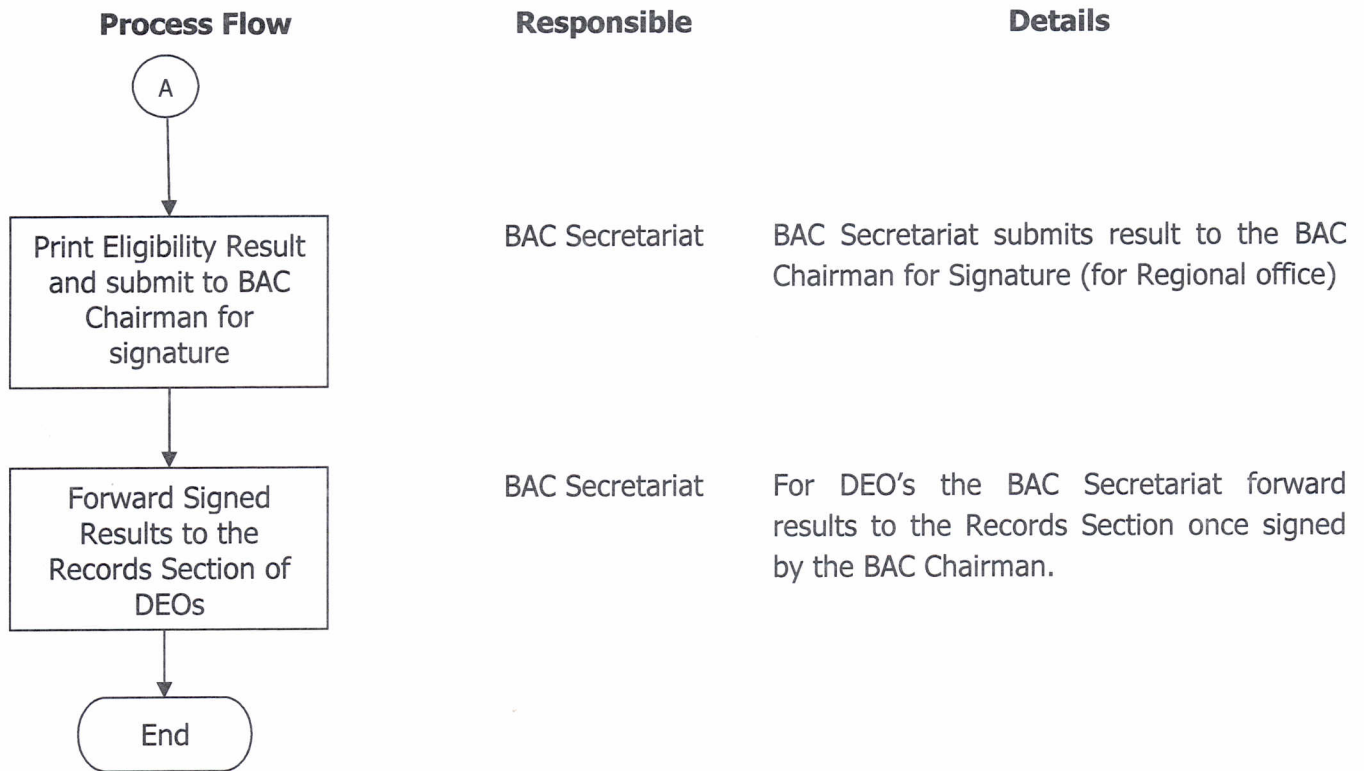 Process Flow
Responsible
Details
A
Print Eligibility Result
and submit to BAC
Chairman for
signature
BAC Secretariat
BAC Secretariat submits result to the BAC
Chairman for Signature (for Regional office)
Forward Signed
Results to the
Records Section of
DEOs
BAC Secretariat
For DEO's the BAC Secretariat forward
results to the Records Section once signed
by the BAC Chairman.
End